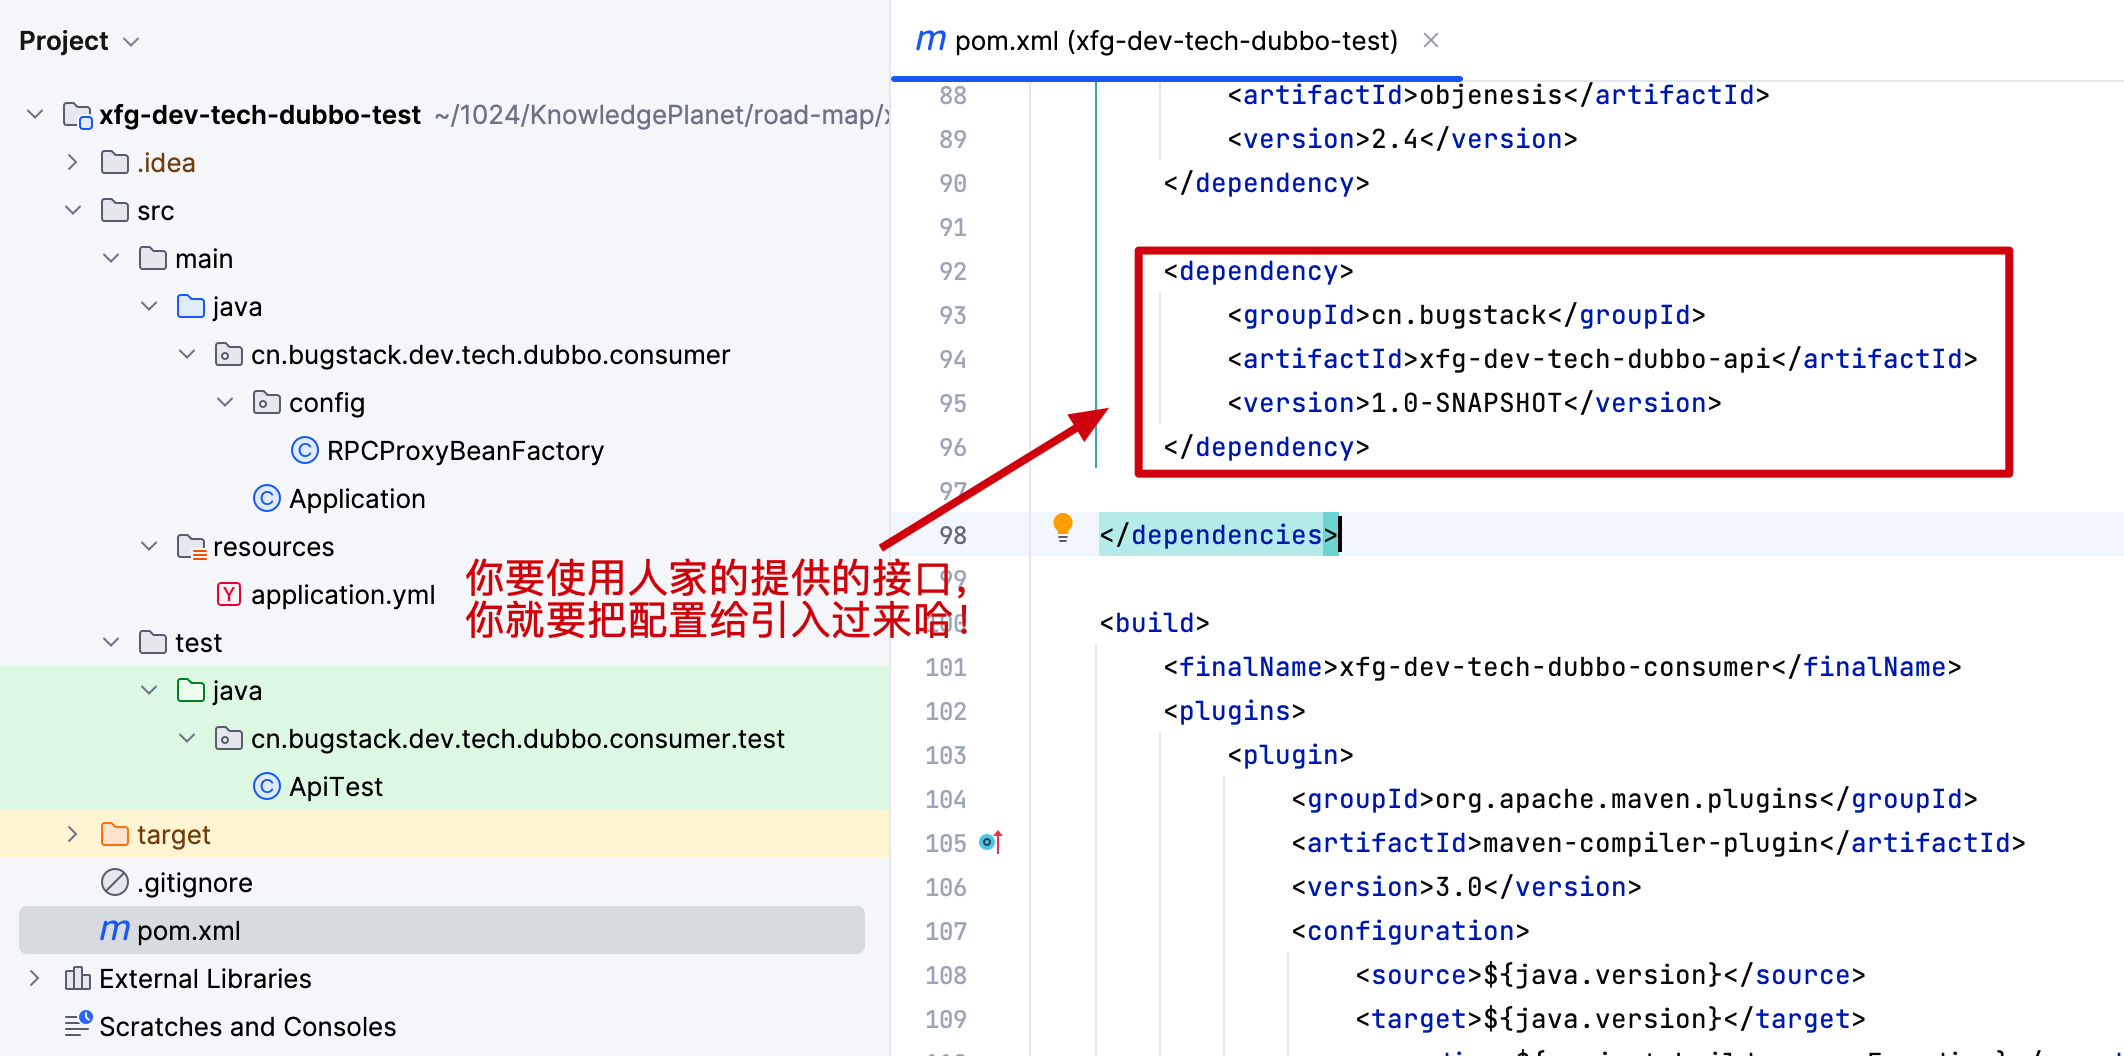 Project
xfg-dev-tech-dubbo-test ~/1024/KnowledgePlanet/road-map/
.idea
src
main
java
cn.bugstack.dev.tech.dubbo.consumer
config
RPCProxyBeanFactory
Application
resources
application.yml
test
java
cn.bugstack.dev.tech.dubbo.consumer.test
ApiTest
target
.gitignore
pom.xml
External Libraries
Scratches and Consoles
你要使用人家的提供的接口，
你就要把配置给引入过来哈！
pom.xml (xfg-dev-tech-dubbo-test)
88 <artifactId>objenesis</artifactId>
89 <version>2.4</version>
90 </dependency>
91
92 <dependency>
93 <groupId>cn.bugstack</groupId>
94 <artifactId>xfg-dev-tech-dubbo-api</artifactId>
95 <version>1.0-SNAPSHOT</version>
96 </dependency>
97
98 </dependencies>
99
100 <build>
101 <finalName>xfg-dev-tech-dubbo-consumer</finalName>
102 <plugins>
103 <plugin>
104 <groupId>org.apache.maven.plugins</groupId>
105 <artifactId>maven-compiler-plugin</artifactId>
106 <version>3.0</version>
107 <configuration>
108 <source>${java.version}</source>
109 <target>${java.version}</target>